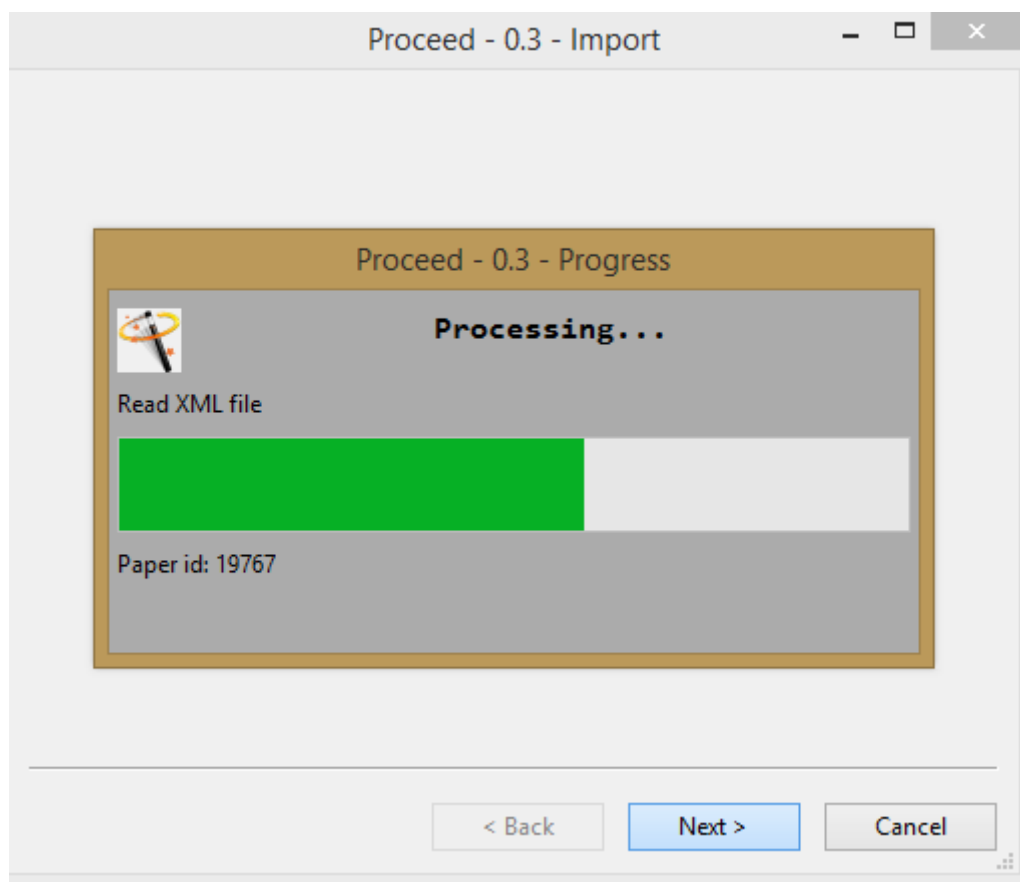 Proceed - 0.3 - Import
Proceed - 0.3 - Progress
Processing...
Read XML file
Paper id: 19767
< Back Next > Cancel